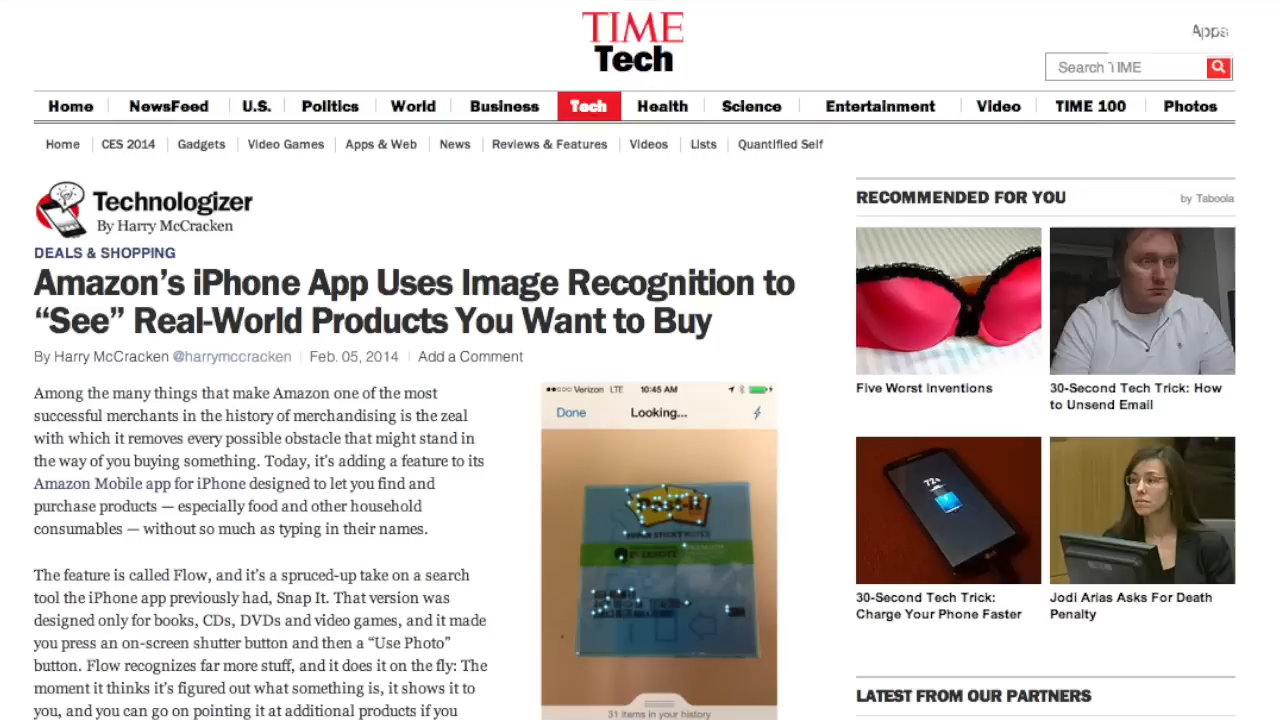 TIME
Tech
Apps
Search TIME
Home NewsFeed U.S. Politics World Business Tech Health Science Entertainment Video TIME 100 Photos
Home CES 2014 Gadgets Video Games Apps & Web News Reviews & Features Videos Lists Quantified Self
Technologizer
By Harry McCracken
DEALS & SHOPPING
Amazon's iPhone App Uses Image Recognition to
“See” Real-World Products You Want to Buy
By Harry McCracken @harrymccracken Feb. 05, 2014 Add a Comment
Among the many things that make Amazon one of the most
successful merchants in the history of merchandising is the zeal
with which it removes every possible obstacle that might stand in
the way of you buying something. Today, it's adding a feature to its
Amazon Mobile app for iPhone designed to let you find and
purchase products — especially food and other household
consumables — without so much as typing in their names.
The feature is called Flow, and it's a spruced-up take on a search
tool the iPhone app previously had, Snap It. That version was
designed only for books, CDs, DVDs and video games, and it made
you press an on-screen shutter button and then a “Use Photo”
button. Flow recognizes far more stuff, and it does it on the fly: The
moment it thinks it's figured out what something is, it shows it to
you, and you can go on pointing it at additional products if you
Verizon LTE 10:45 AM
Done Looking...
Post-it
31 items in your history
RECOMMENDED FOR YOU
by Taboola
Five Worst Inventions
30-Second Tech Trick: How
to Unsend Email
30-Second Tech Trick:
Charge Your Phone Faster
Jodi Arias Asks For Death
Penalty
LATEST FROM OUR PARTNERS